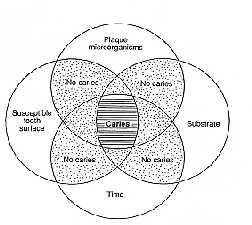 Plaque
microorganisms
No caries
No caries
Susceptible
tooth
surface
Caries
Substrate
No caries
No caries
Time